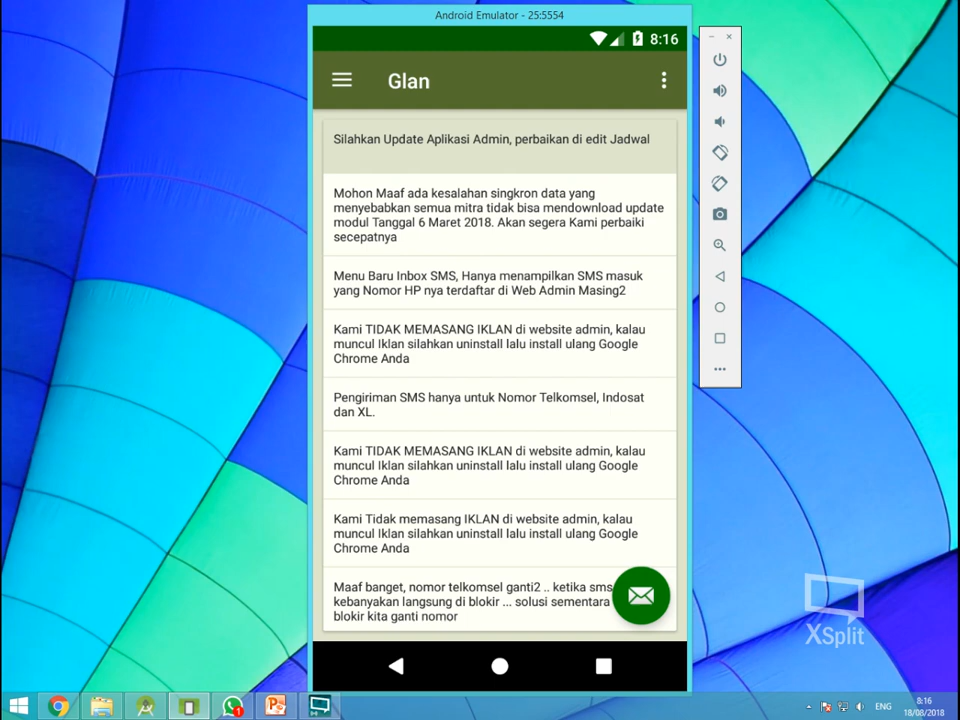 Android Emulator - 25:5554
8:16
Glan
Silahkan Update Aplikasi Admin, perbaikan di edit Jadwal
Mohon Maaf ada kesalahan singkron data yang
menyebabkan semua mitra tidak bisa mendownload update
modul Tanggal 6 Maret 2018. Akan segera Kami perbaiki
secepatnya
Menu Baru Inbox SMS, Hanya menampilkan SMS masuk
yang Nomor HP nya terdaftar di Web Admin Masing2
Kami TIDAK MEMASANG IKLAN di website admin, kalau
muncul Iklan silahkan uninstall lalu install ulang Google
Chrome Anda
Pengiriman SMS hanya untuk Nomor Telkomsel, Indosat
dan XL.
Kami TIDAK MEMASANG IKLAN di website admin, kalau
muncul Iklan silahkan uninstall lalu install ulang Google
Chrome Anda
Kami Tidak memasang IKLAN di website admin, kalau
muncul Iklan silahkan uninstall lalu install ulang Google
Chrome Anda
Maaf banget, nomor telkomsel ganti2 .. ketika sms
kebanyakan langsung di blokir ... solusi sementara
blokir kita ganti nomor
XSplit
ENG
8:16
18/08/2018